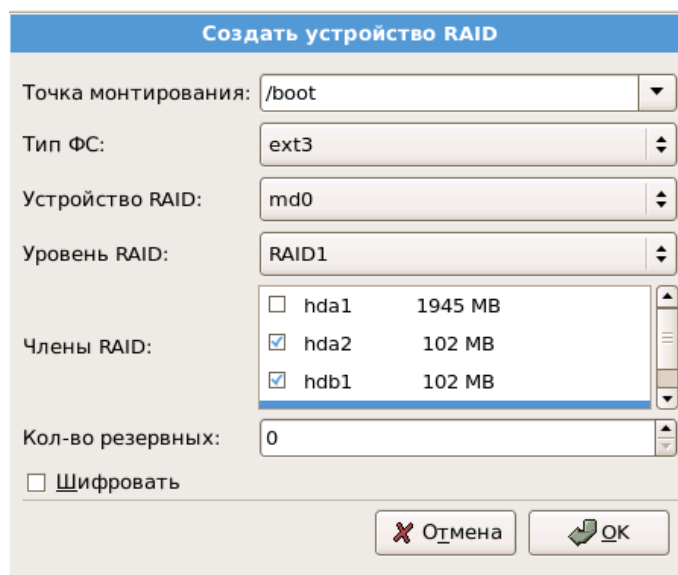 Создать устройство RAID
Точка монтирования: /boot
Тип ФС: ext3
Устройство RAID: md0
Уровень RAID: RAID1
Члены RAID:
hda1 1945 MB
hda2 102 MB
hdb1 102 MB
Кол-во резервных: 0
Шифровать
Отмена OK